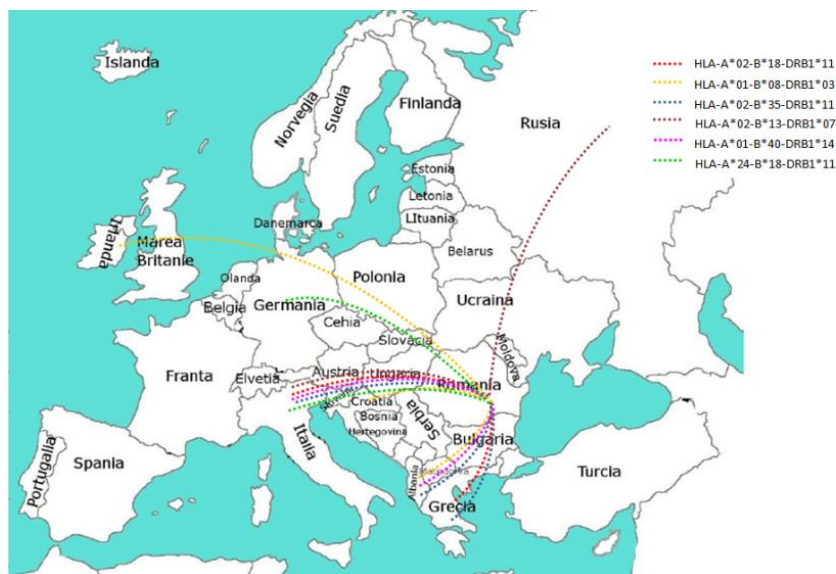 Islanda
HLA-A*02-B*18-DRB1*11
HLA-A*01-B*08-DRB1*03
HLA-A*02-B*35-DRB1*11
HLA-A*02-B*13-DRB1*07
HLA-A*01-B*40-DRB1*14
HLA-A*24-B*18-DRB1*11
Norvegia
Suedia
Finlanda
Rusia
Estonia
Letonia
LItuania
Danemarca
Irlanda
Marea
Britanie
Belarus
Olanda
Polonia
Belgia
Germania
Ucraina
Cehia
Slovacia
Moldova
Franta
Elvetia
Austria
Ungaria
Romania
Slovenia
Croatia
Bosnia
Hertegovina
Serbia
Italia
Bulgaria
Portugalia
Spania
Albania
Macedonia
Grecia
Turcia